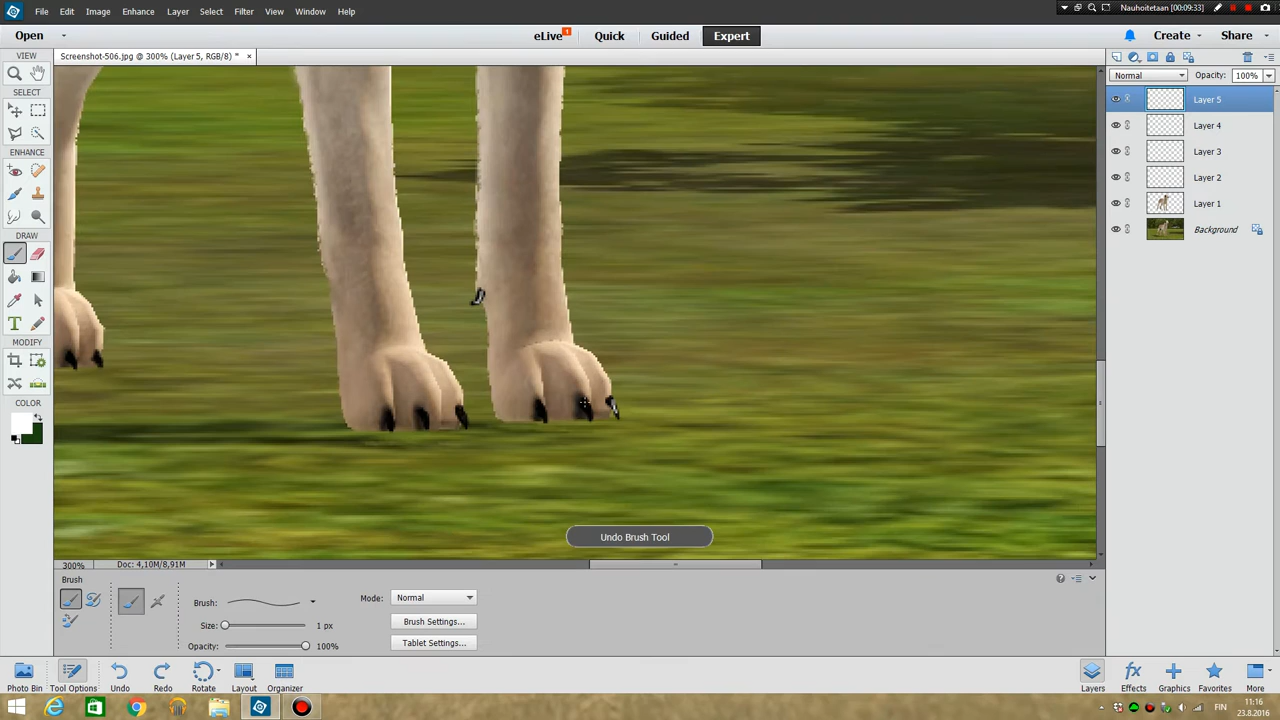 File Edit Image Enhance Layer Select Filter View Window Help
Nauhoitetaan [00:09:33]
Open eLive 1 Quick Guided Expert Create Share
VIEW Screenshot-506.jpg @ 300% (Layer 5, RGB/8) * ×
Normal Opacity: 100%
SELECT
Layer 5
Layer 4
ENHANCE
Layer 3
Layer 2
Layer 1
DRAW
Background
MODIFY
COLOR
Undo Brush Tool
300% Doc: 4,10M/8,91M
Brush
Brush: Mode: Normal
Size: 1 px Brush Settings...
Opacity: 100% Tablet Settings...
Photo Bin Tool Options Undo Redo Rotate Layout Organizer Layers Effects Graphics Favorites More
FIN 11:16
23.8.2016